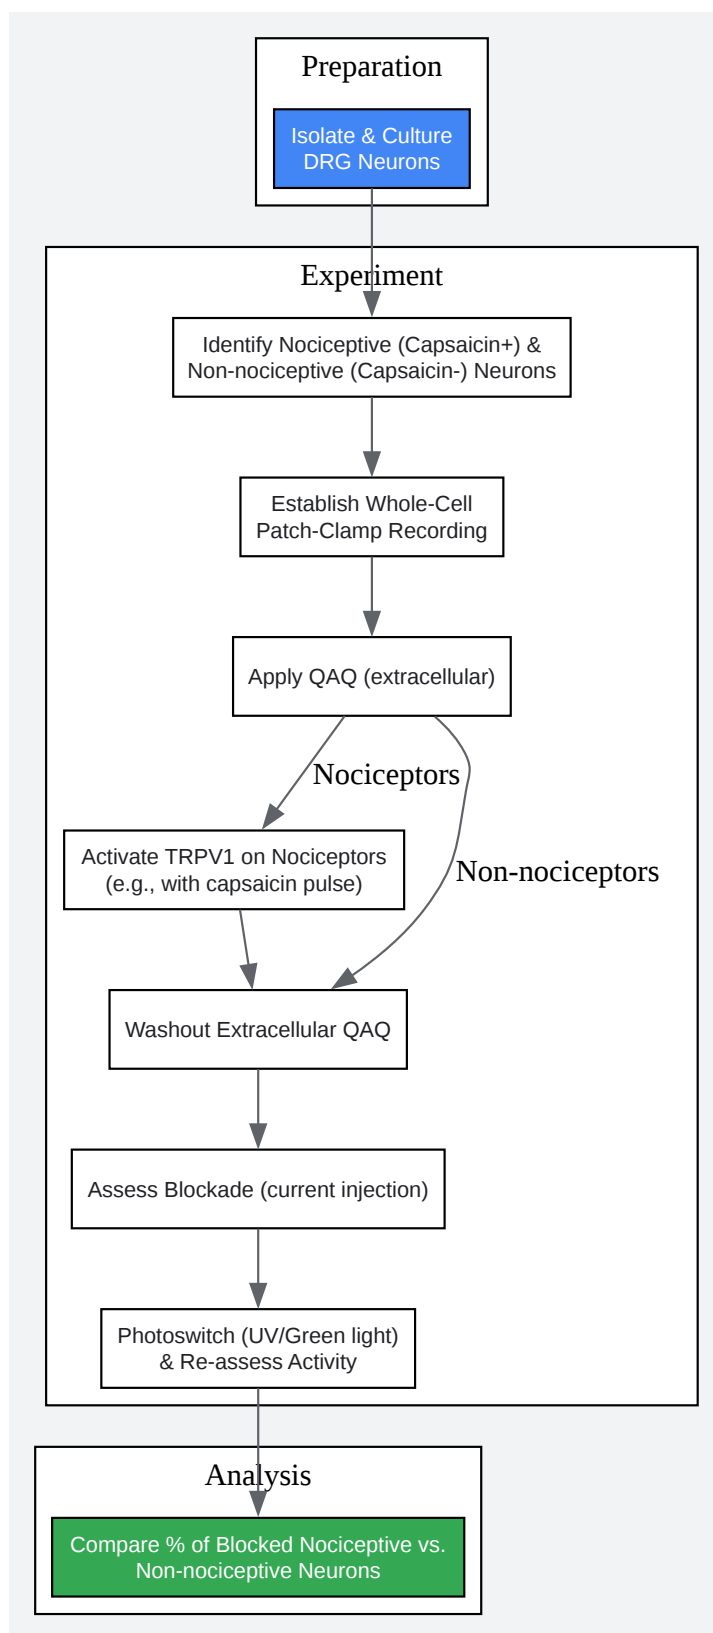 Preparation
Isolate & Culture
DRG Neurons
Experiment
Identify Nociceptive (Capsaicin+) &
Non-nociceptive (Capsaicin-) Neurons
Establish Whole-Cell
Patch-Clamp Recording
Apply QAQ (extracellular)
Nociceptors
Activate TRPV1 on Nociceptors
(e.g., with capsaicin pulse)
Non-nociceptors
Washout Extracellular QAQ
Assess Blockade (current injection)
Photoswitch (UV/Green light)
& Re-assess Activity
Analysis
Compare % of Blocked Nociceptive vs.
Non-nociceptive Neurons